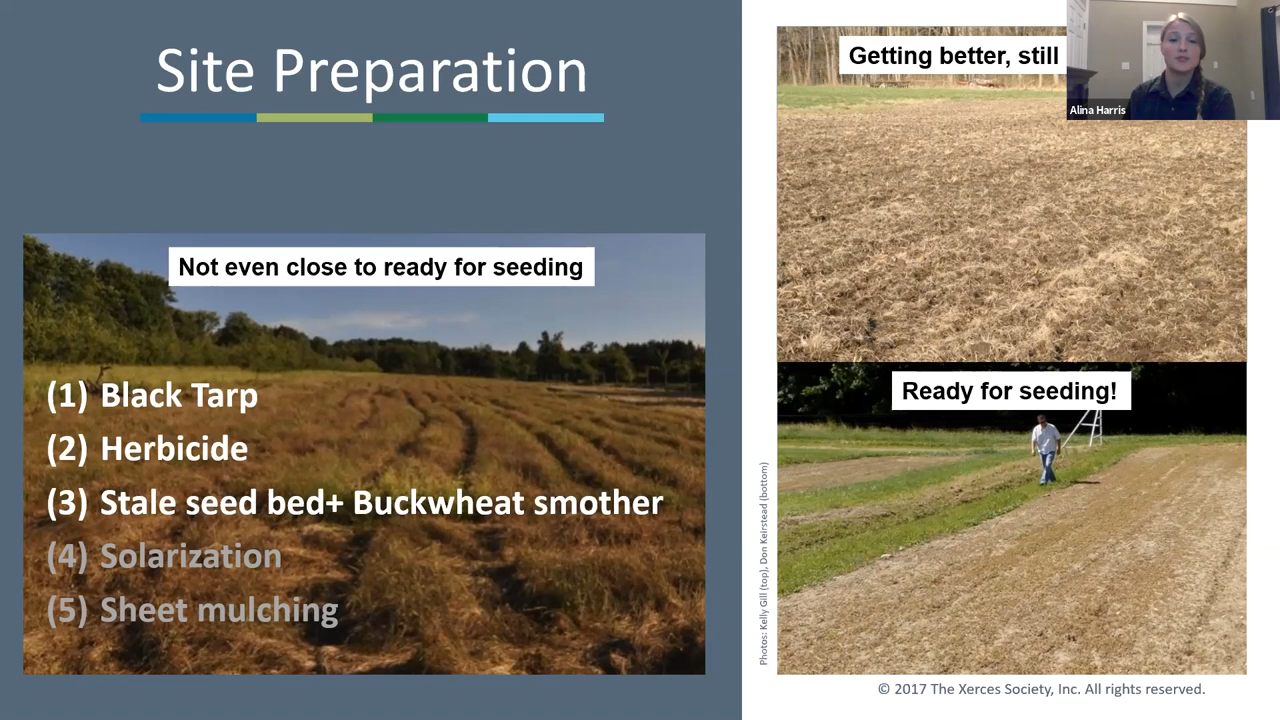 Site Preparation
Not even close to ready for seeding
(1) Black Tarp
(2) Herbicide
(3) Stale seed bed+ Buckwheat smother
(4) Solarization
(5) Sheet mulching
Getting better, still
Alina Harris
Ready for seeding!
Photos: Kelly Gill (top), Don Keirstead (bottom)
© 2017 The Xerces Society, Inc. All rights reserved.